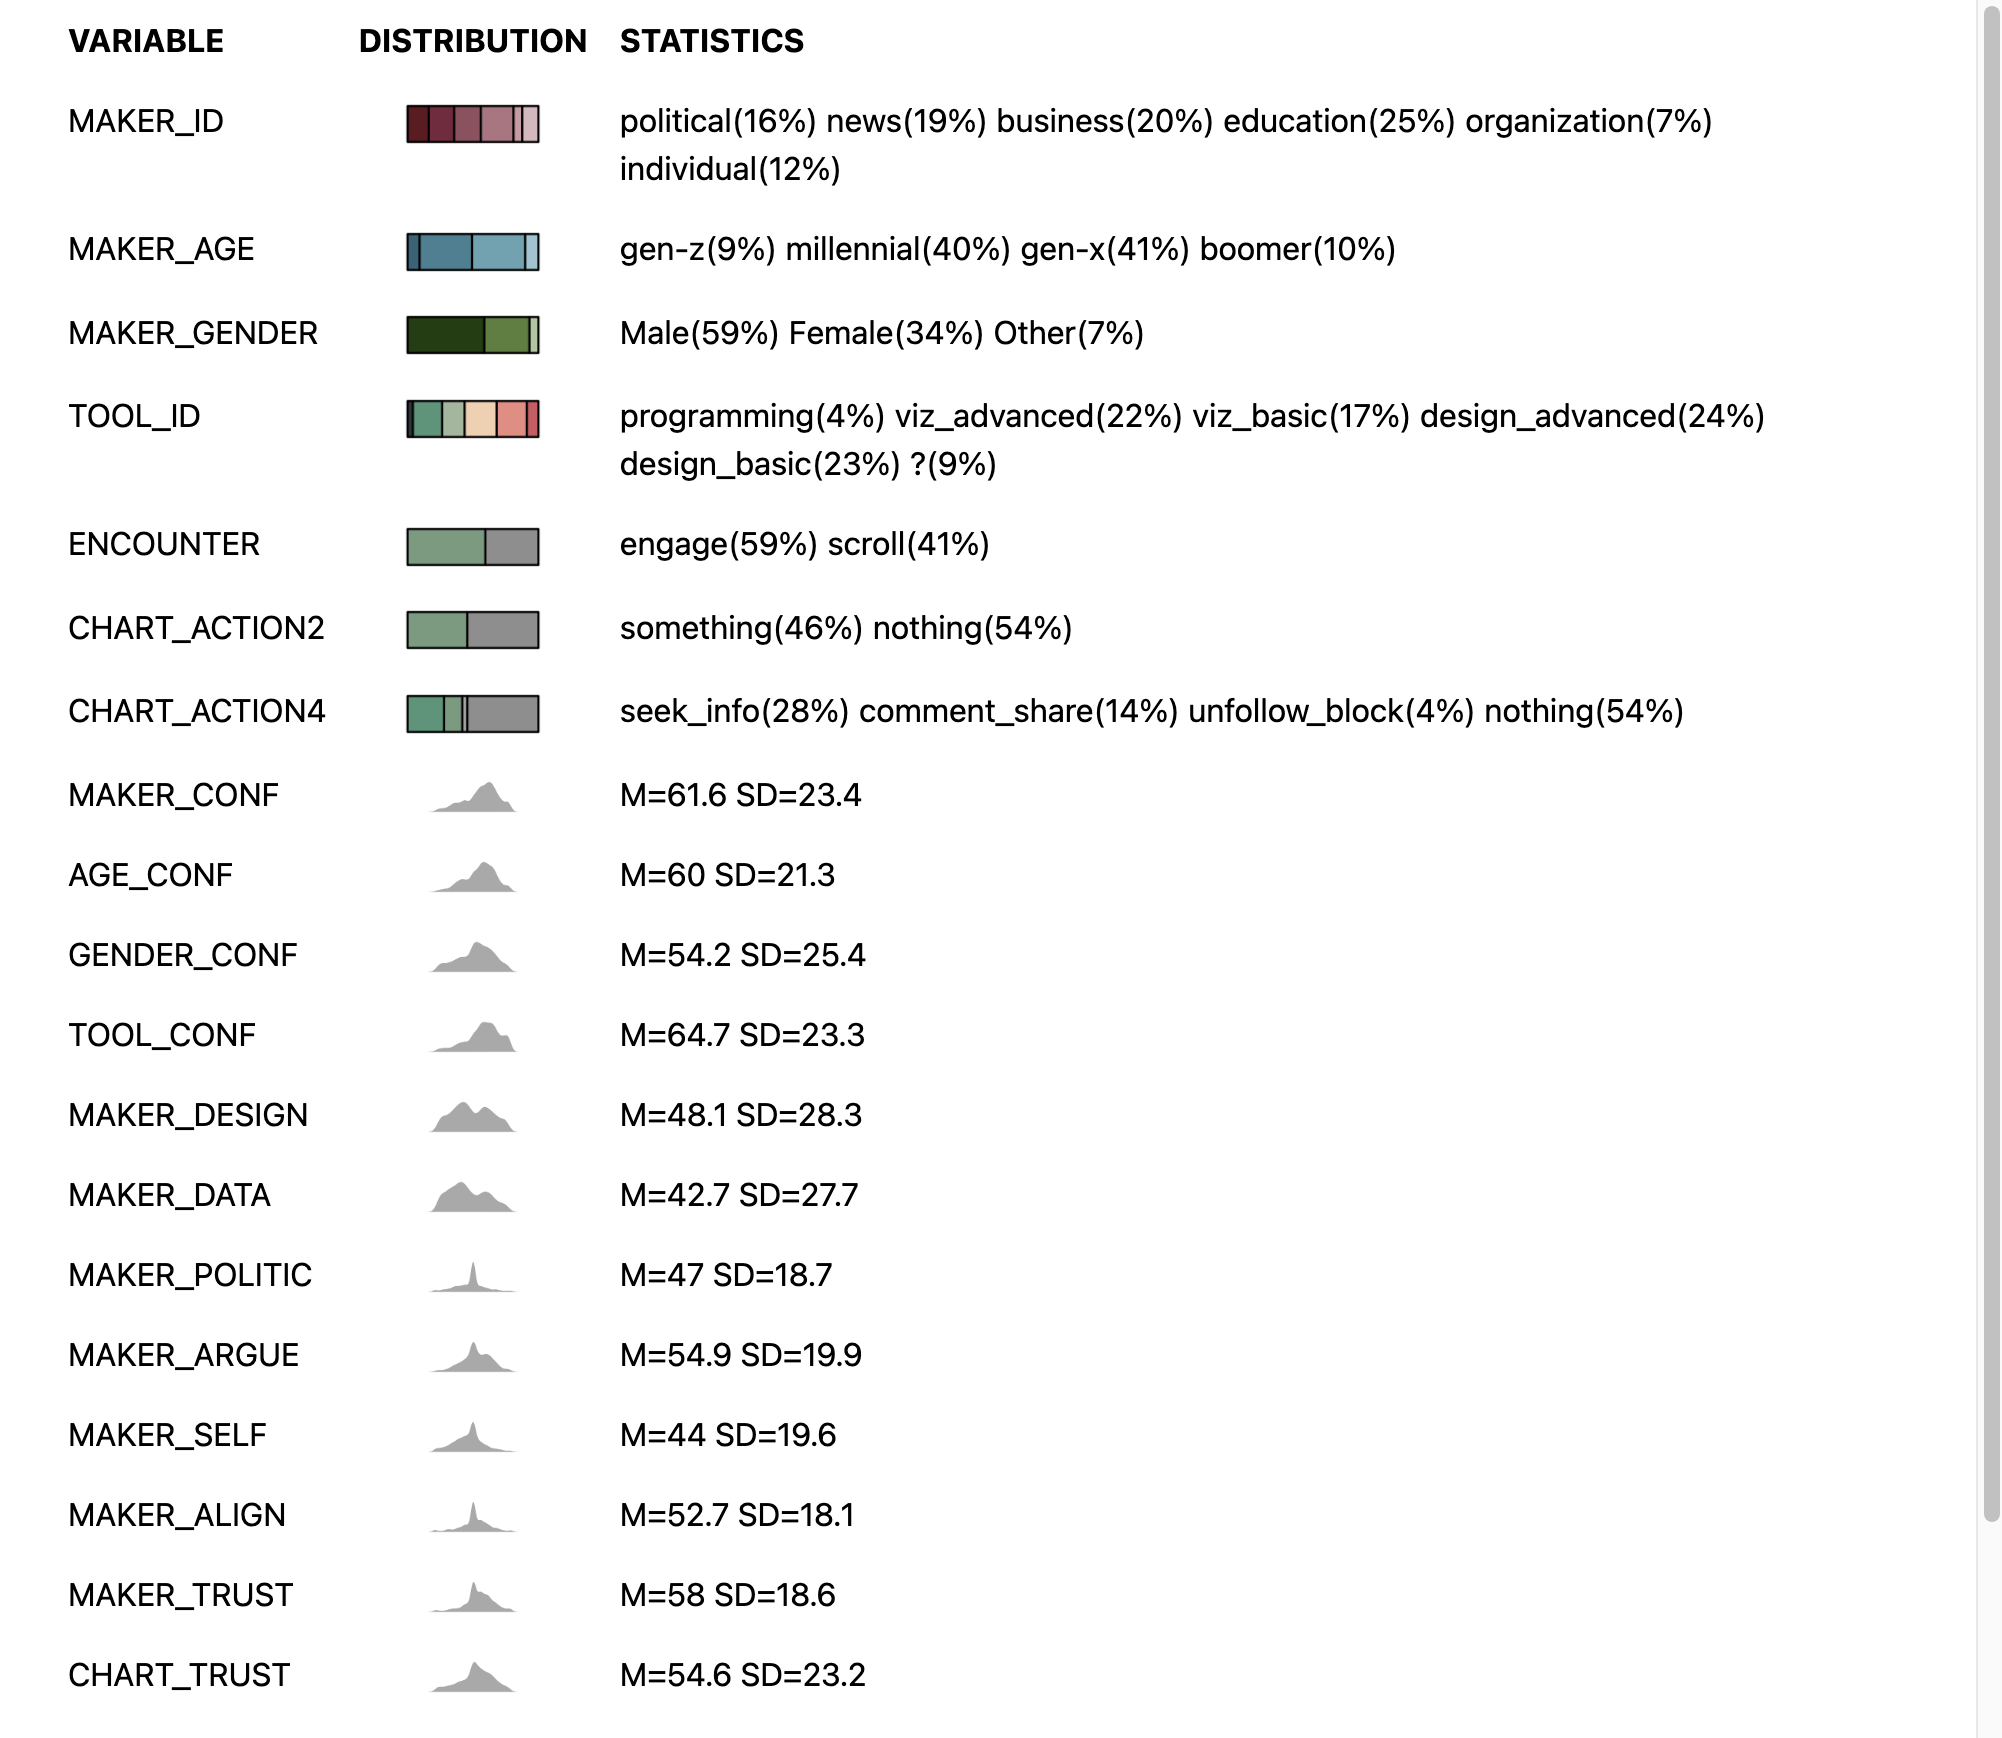 VARIABLE DISTRIBUTION STATISTICS
MAKER_ID political(16%) news(19%) business(20%) education(25%) organization(7%)
individual(12%)
MAKER_AGE gen-z(9%) millennial(40%) gen-x(41%) boomer(10%)
MAKER_GENDER Male(59%) Female(34%) Other(7%)
TOOL_ID programming(4%) viz_advanced(22%) viz_basic(17%) design_advanced(24%)
design_basic(23%) ?(9%)
ENCOUNTER engage(59%) scroll(41%)
CHART_ACTION2 something(46%) nothing(54%)
CHART_ACTION4 seek_info(28%) comment_share(14%) unfollow_block(4%) nothing(54%)
MAKER_CONF M=61.6 SD=23.4
AGE_CONF M=60 SD=21.3
GENDER_CONF M=54.2 SD=25.4
TOOL_CONF M=64.7 SD=23.3
MAKER_DESIGN M=48.1 SD=28.3
MAKER_DATA M=42.7 SD=27.7
MAKER_POLITIC M=47 SD=18.7
MAKER_ARGUE M=54.9 SD=19.9
MAKER_SELF M=44 SD=19.6
MAKER_ALIGN M=52.7 SD=18.1
MAKER_TRUST M=58 SD=18.6
CHART_TRUST M=54.6 SD=23.2